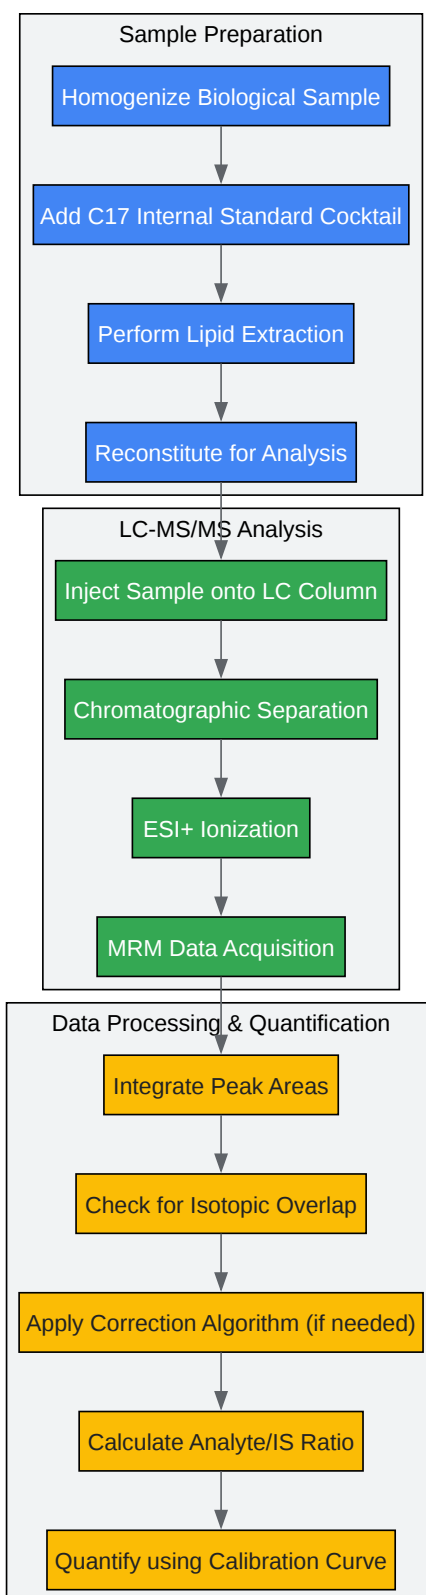 Sample Preparation
Homogenize Biological Sample
Add C17 Internal Standard Cocktail
Perform Lipid Extraction
Reconstitute for Analysis
LC-MS/MS Analysis
Inject Sample onto LC Column
Chromatographic Separation
ESI+ Ionization
MRM Data Acquisition
Data Processing & Quantification
Integrate Peak Areas
Check for Isotopic Overlap
Apply Correction Algorithm (if needed)
Calculate Analyte/IS Ratio
Quantify using Calibration Curve